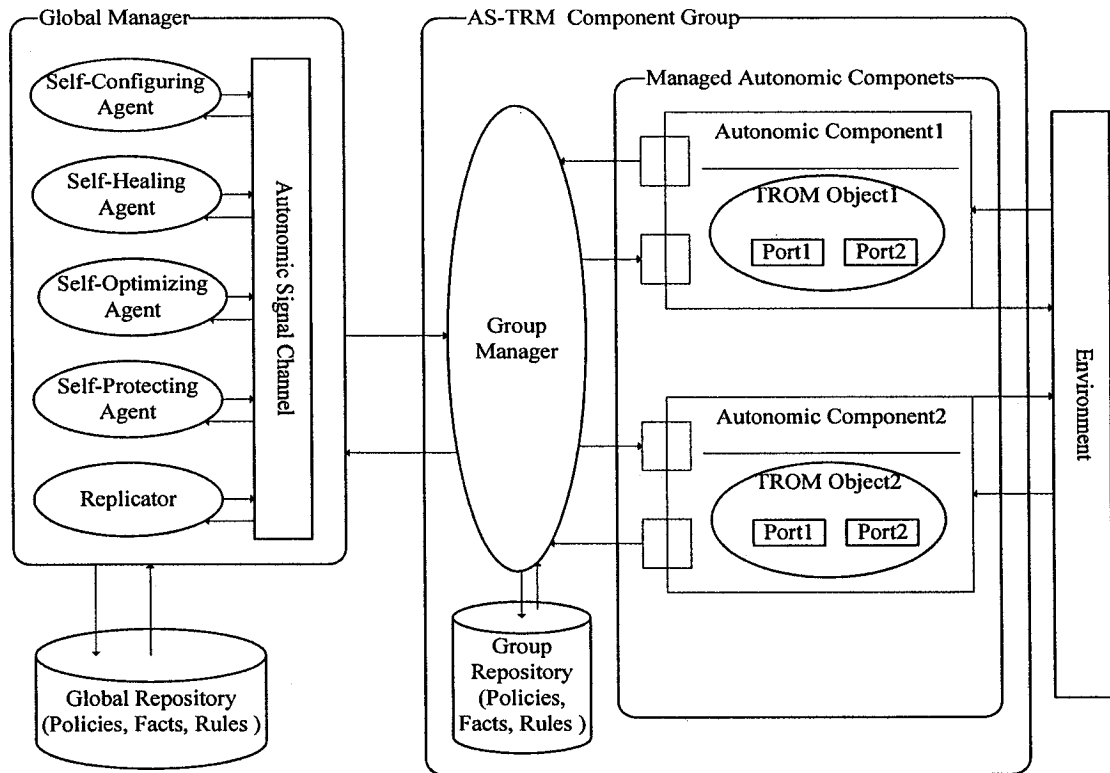 Global Manager
Self-Configuring
Agent
Self-Healing
Agent
Self-Optimizing
Agent
Self-Protecting
Agent
Replicator
Autonomic Signal Channel
Global Repository
(Policies, Facts, Rules )
AS-TRM Component Group
Group
Manager
Group
Repository
(Policies,
Facts, Rules )
Managed Autonomic Componets
Autonomic Component1
TROM Object1
Port1
Port2
Autonomic Component2
TROM Object2
Port1
Port2
Environment